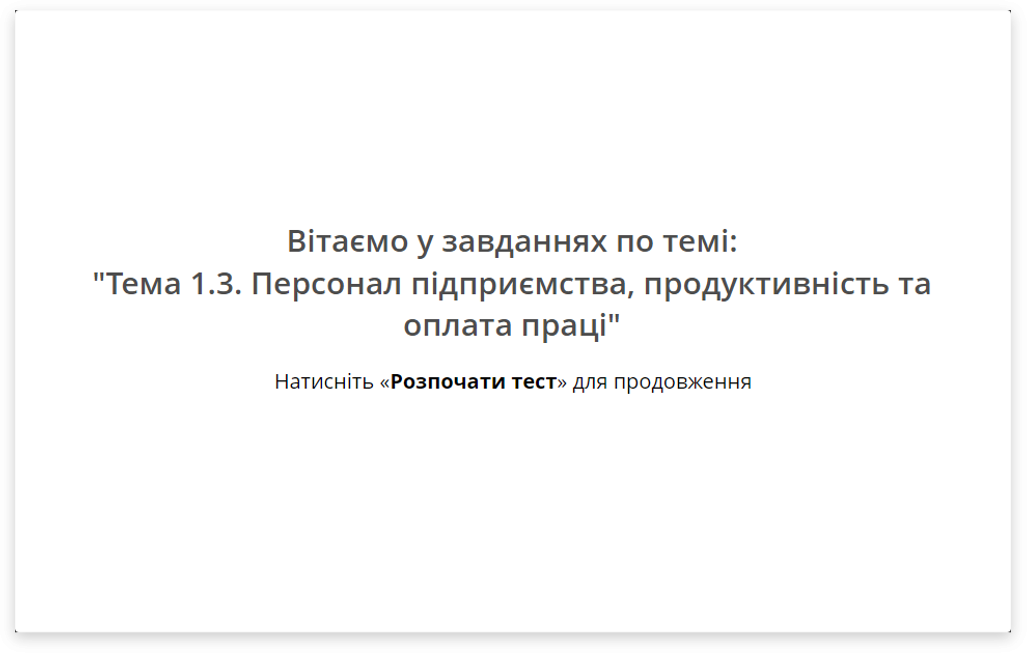 Вітаємо у завданнях по темі:
"Тема 1.3. Персонал підприємства, продуктивність та
оплата праці"
Натисніть «Розпочати тест» для продовження